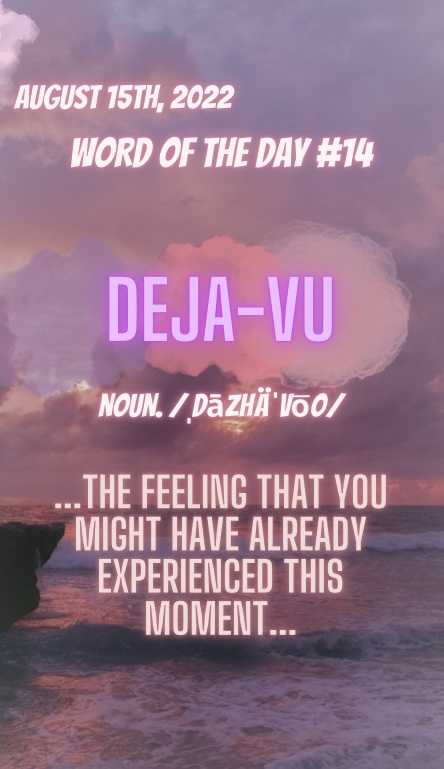 AUGUST 15TH, 2022
WORD OF THE DAY #14
DEJA-VU
NOUN. /ˌDāZHÄˈVo͞O/
...THE FEELING THAT YOU
MIGHT HAVE ALREADY
EXPERIENCED THIS
MOMENT...